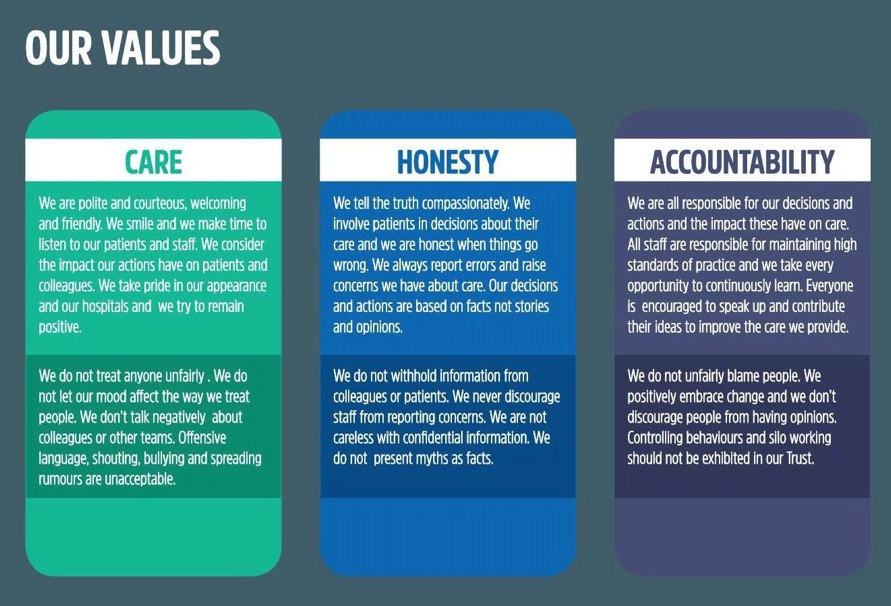 OUR VALUES
CARE
We are polite and courteous, welcoming
and friendly. We smile and we make time to
listen to our patients and staff. We consider
the impact our actions have on patients and
colleagues. We take pride in our appearance
and our hospitals and  we try to remain
positive.
We do not treat anyone unfairly . We do
not let our mood affect the way we treat
people. We don't talk negatively  about
colleagues or other teams. Offensive
language, shouting, bullying and spreading
rumours are unacceptable.
HONESTY
We tell the truth compassionately. We
involve patients in decisions about their
care and we are honest when things go
wrong. We always report errors and raise
concerns we have about care. Our decisions
and actions are based on facts not stories
and opinions.
We do not withhold information from
colleagues or patients. We never discourage
staff from reporting concerns. We are not
careless with confidential information. We
do not  present myths as facts.
ACCOUNTABILITY
We are all responsible for our decisions and
actions and the impact these have on care.
All staff are responsible for maintaining high
standards of practice and we take every
opportunity to continuously learn. Everyone
is  encouraged to speak up and contribute
their ideas to improve the care we provide.
We do not unfairly blame people. We
positively embrace change and we don't
discourage people from having opinions.
Controlling behaviours and silo working
should not be exhibited in our Trust.